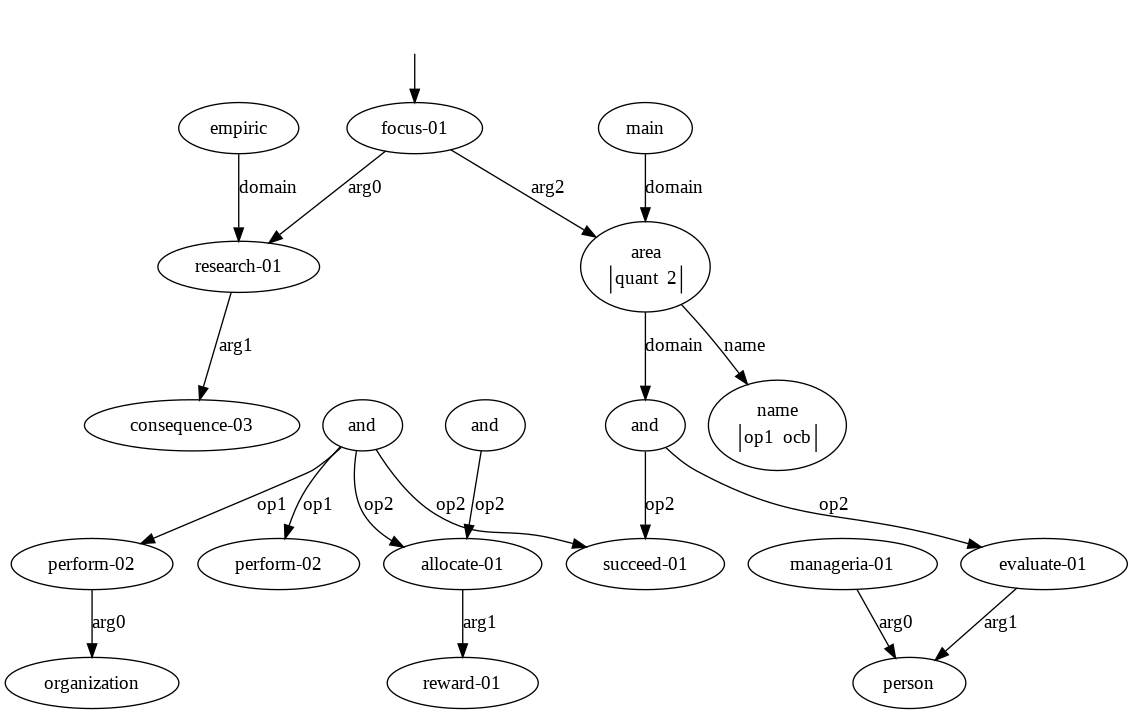 empiric
focus-01
main
domain
arg0
arg2
domain
research-01
area
quant 2
arg1
domain
name
consequence-03
and
and
and
name
op1 ocb
op1
op1
op2
op2
op2
op2
op2
perform-02
perform-02
allocate-01
succeed-01
manageria-01
evaluate-01
arg0
arg1
arg0
arg1
organization
reward-01
person